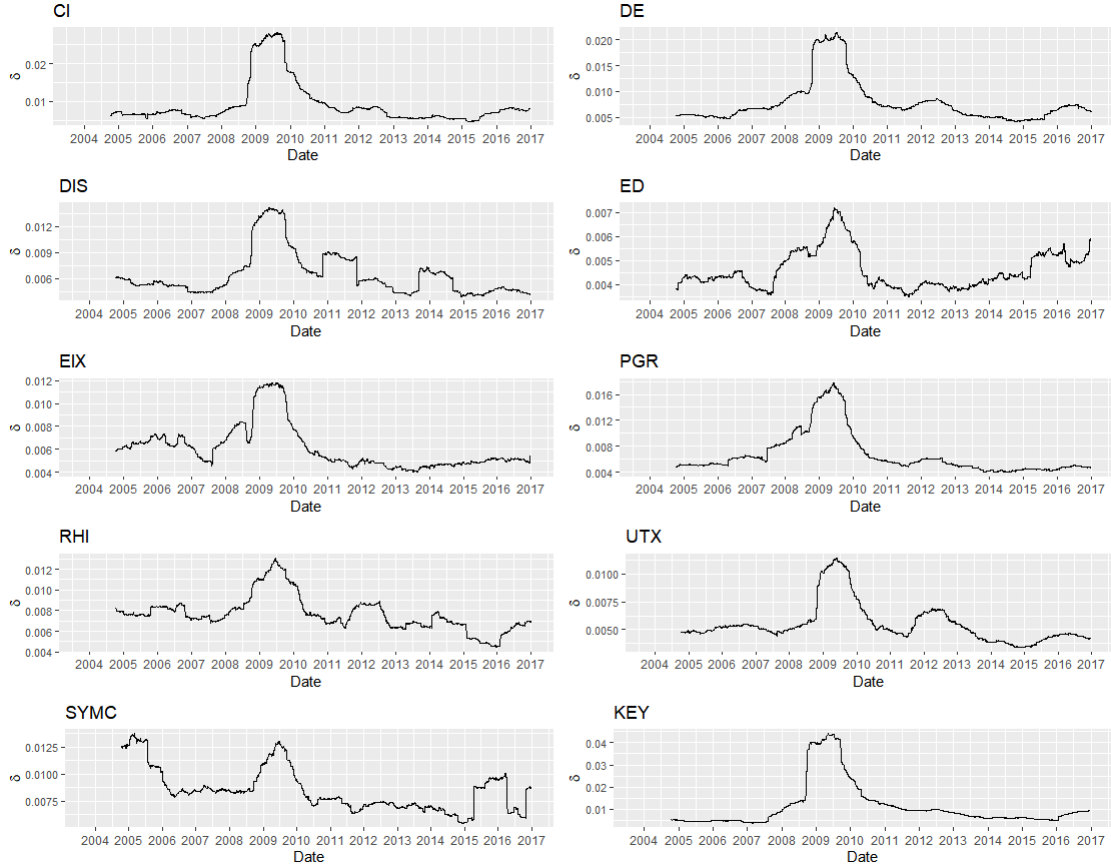 CI
δ
0.02
0.01
2004 2005 2006 2007 2008 2009 2010 2011 2012 2013 2014 2015 2016 2017
Date
DE
δ
0.020
0.015
0.010
0.005
2004 2005 2006 2007 2008 2009 2010 2011 2012 2013 2014 2015 2016 2017
Date
DIS
δ
0.012
0.009
0.006
2004 2005 2006 2007 2008 2009 2010 2011 2012 2013 2014 2015 2016 2017
Date
ED
δ
0.007
0.006
0.005
0.004
2004 2005 2006 2007 2008 2009 2010 2011 2012 2013 2014 2015 2016 2017
Date
EIX
δ
0.012
0.010
0.008
0.006
0.004
2004 2005 2006 2007 2008 2009 2010 2011 2012 2013 2014 2015 2016 2017
Date
PGR
δ
0.016
0.012
0.008
0.004
2004 2005 2006 2007 2008 2009 2010 2011 2012 2013 2014 2015 2016 2017
Date
RHI
δ
0.012
0.010
0.008
0.006
0.004
2004 2005 2006 2007 2008 2009 2010 2011 2012 2013 2014 2015 2016 2017
Date
UTX
δ
0.0100
0.0075
0.0050
2004 2005 2006 2007 2008 2009 2010 2011 2012 2013 2014 2015 2016 2017
Date
SYMC
δ
0.0125
0.0100
0.0075
2004 2005 2006 2007 2008 2009 2010 2011 2012 2013 2014 2015 2016 2017
Date
KEY
δ
0.04
0.03
0.02
0.01
2004 2005 2006 2007 2008 2009 2010 2011 2012 2013 2014 2015 2016 2017
Date